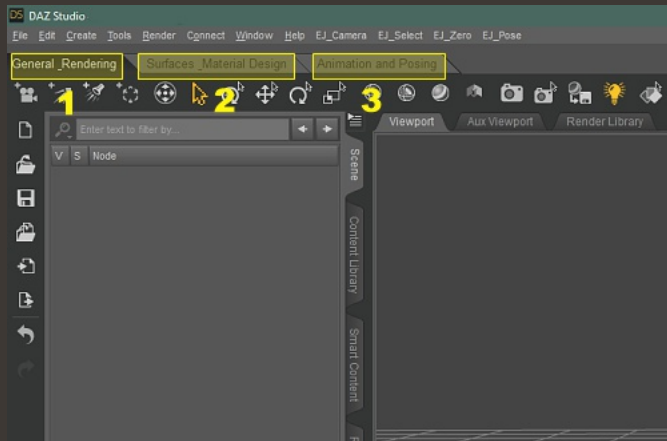 DS DAZ Studio
File Edit Create Tools Render Connect Window Help EJ_Camera EJ_Select EJ_Zero EJ_Pose
General _Rendering Surfaces _Material Design Animation and Posing
1 2 3
Viewport Aux Viewport Render Library
Enter text to filter by...
V S Node
Scene
Content Library
Smart Content